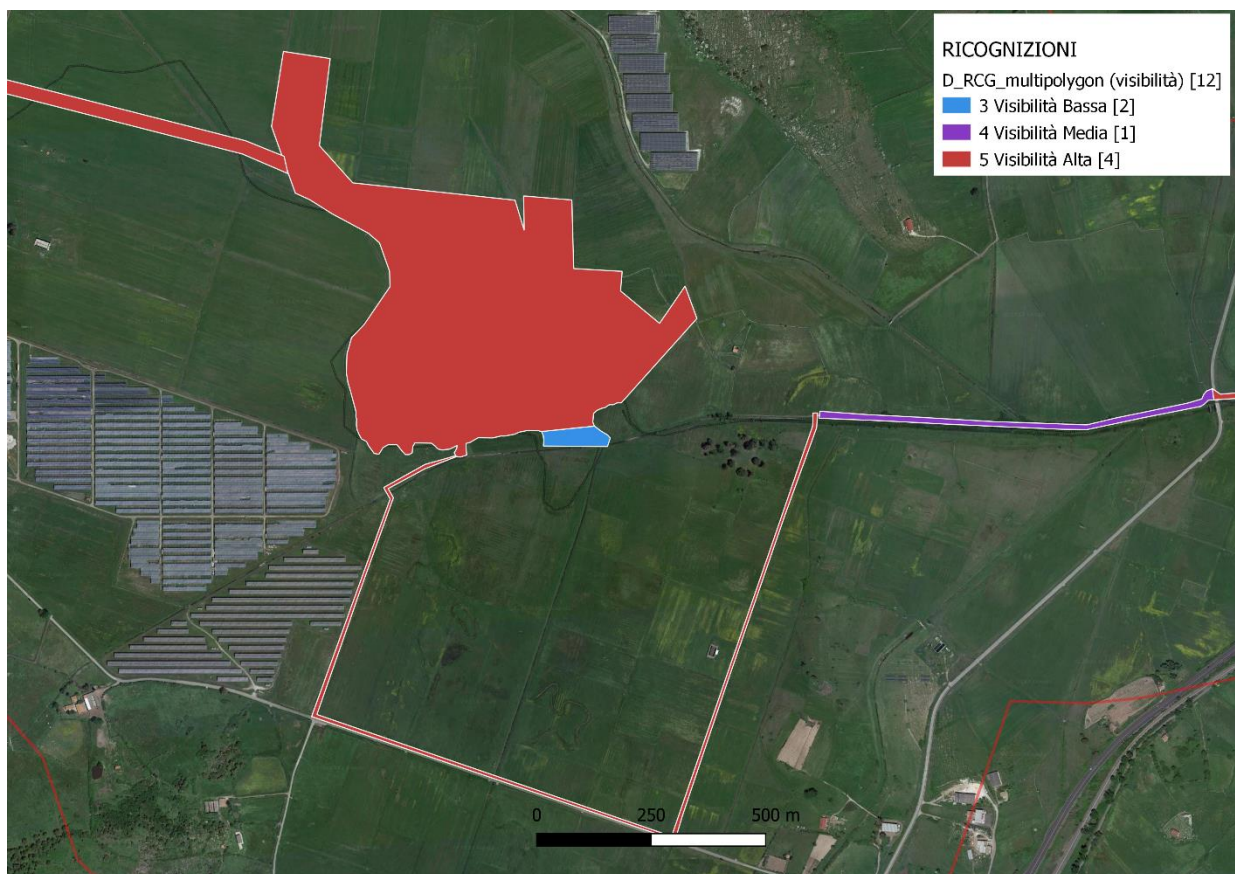 RICOGNIZIONI
D_RCG_multipolygon (visibilità) [12]
3 Visibilità Bassa [2]
4 Visibilità Media [1]
5 Visibilità Alta [4]
0 250 500 m